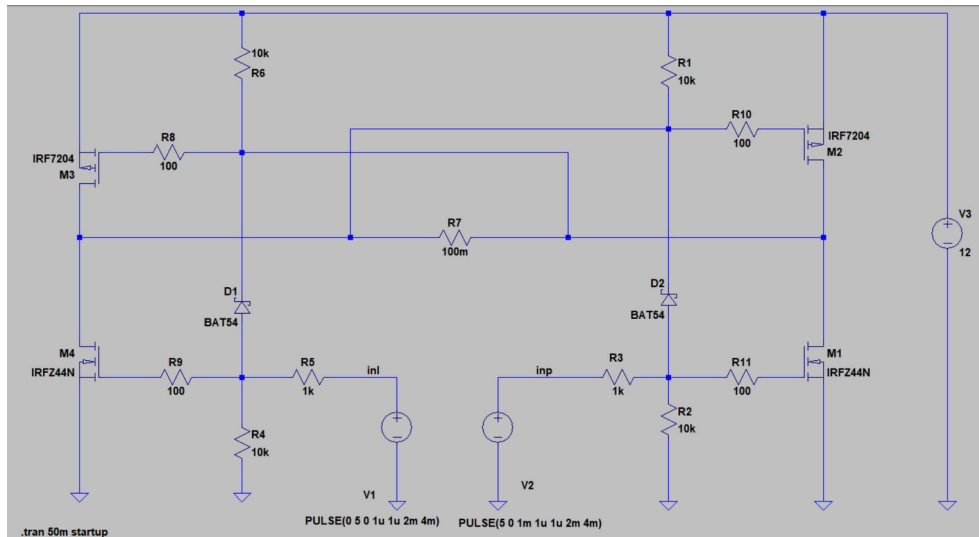 10k
R6
R1
10k
R10
100
IRF7204
M2
R8
100
IRF7204
M3
V3
12
R7
100m
D1
BAT54
D2
BAT54
M4
IRFZ44N
R9
100
R5
1k
inl
inp
R3
1k
R11
100
M1
IRFZ44N
R4
10k
R2
10k
V1
V2
PULSE(0 5 0 1u 1u 2m 4m)
PULSE(5 0 1m 1u 1u 2m 4m)
.tran 50m startup